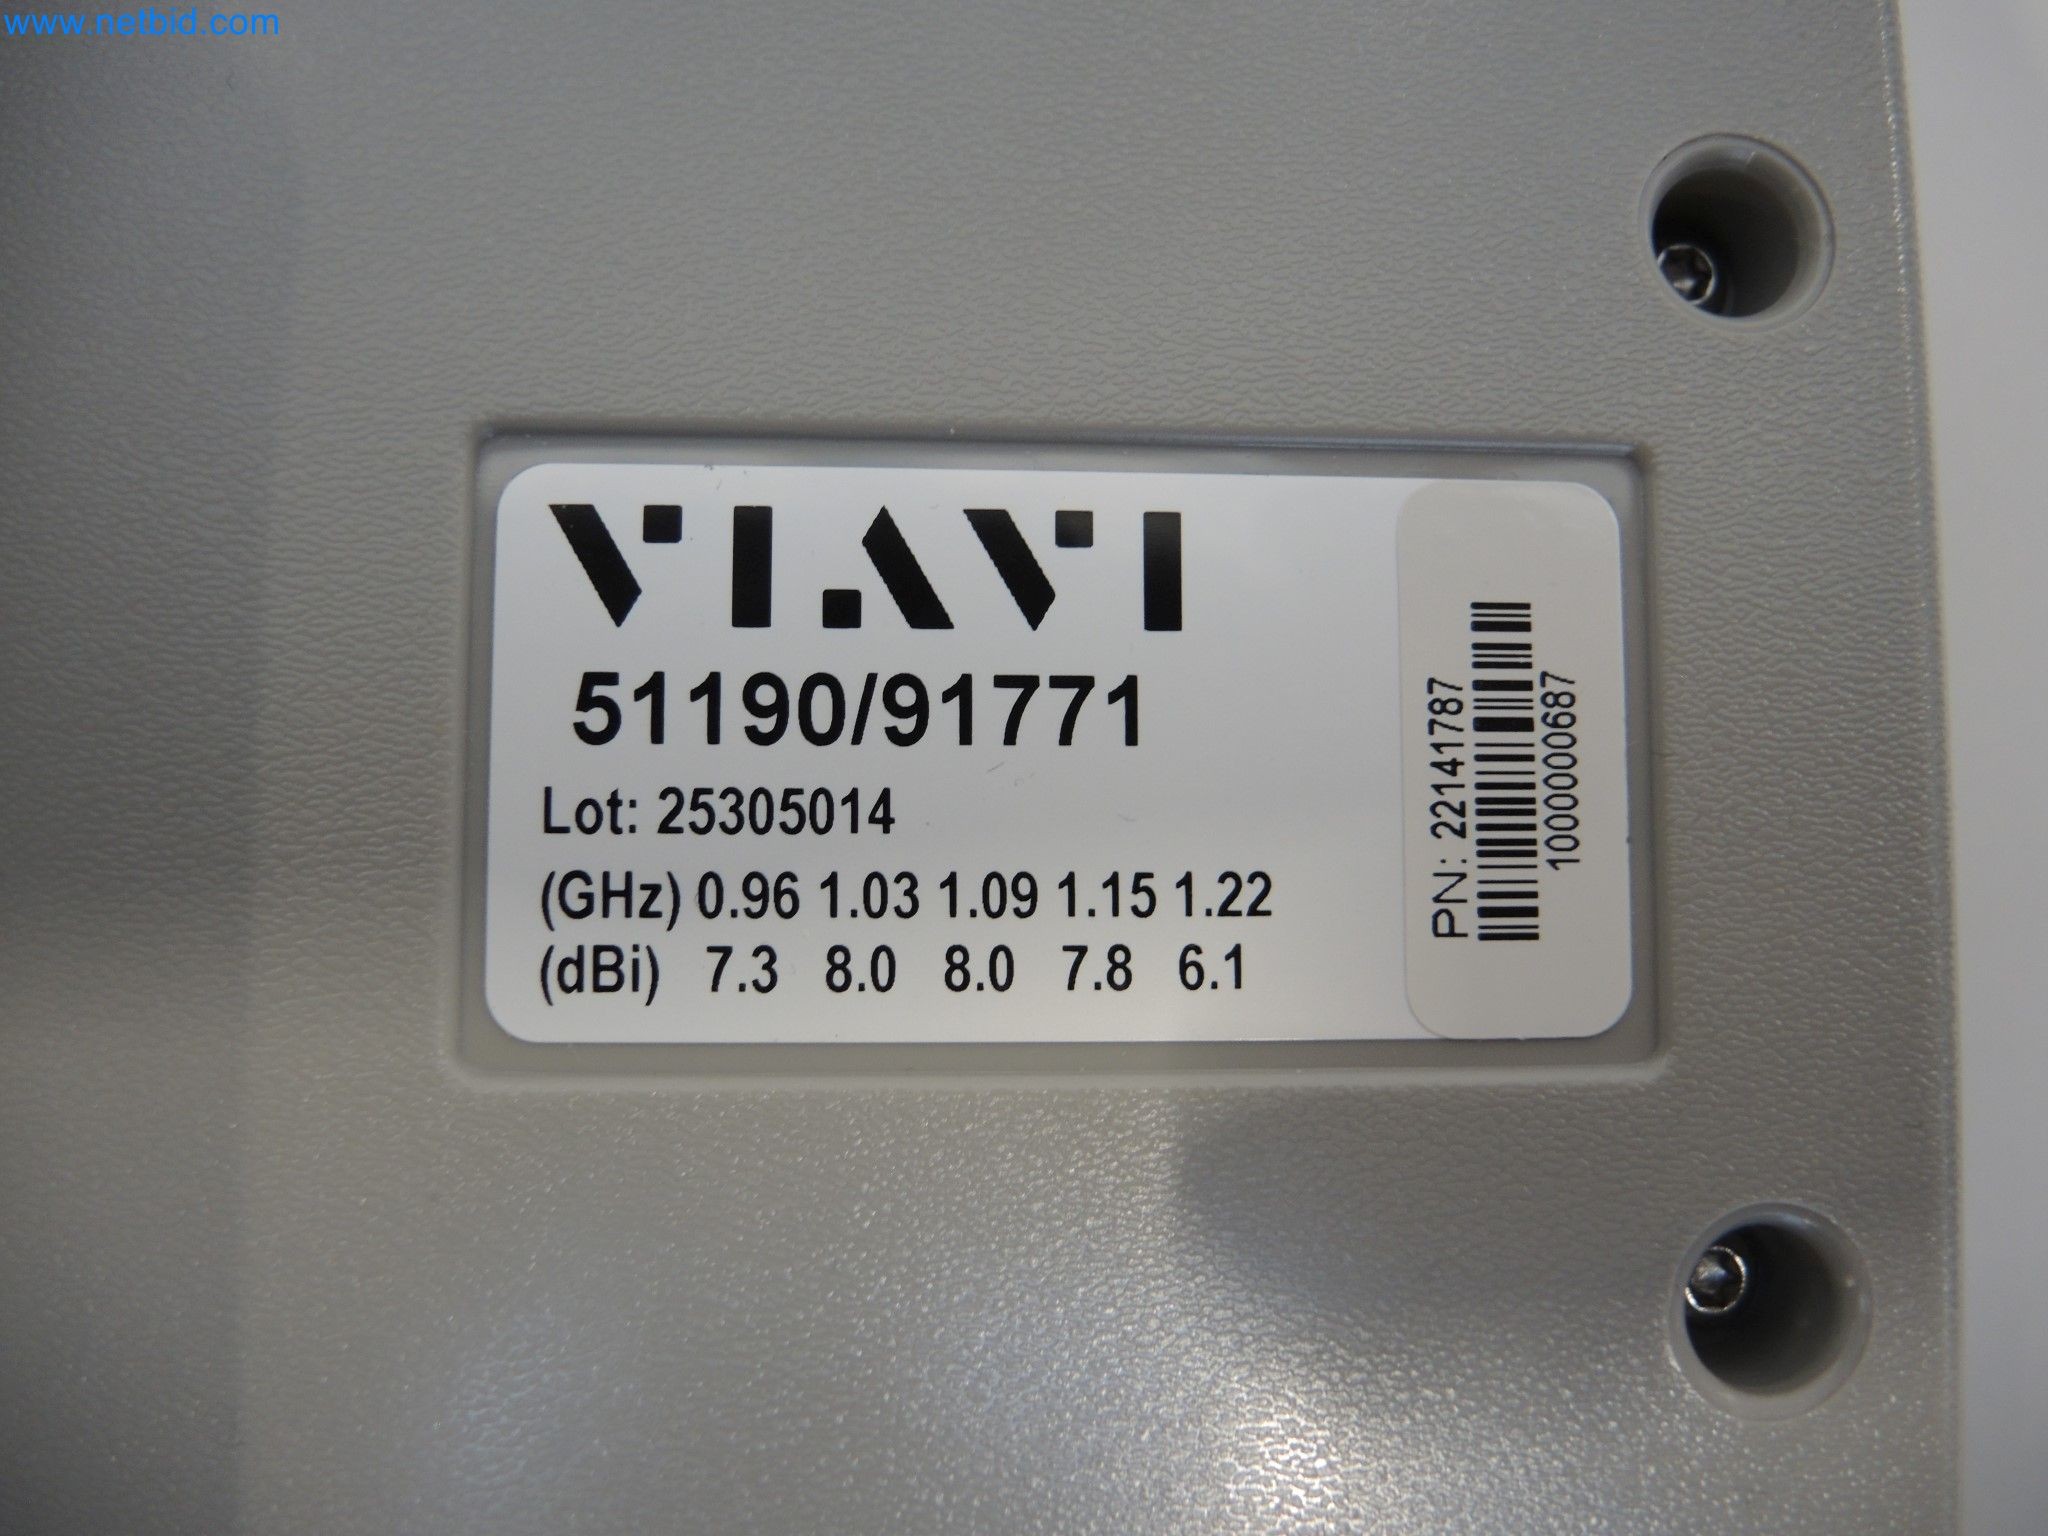 www.netbid.com
VIAVI
51190/91771
Lot: 25305014
(GHz) 0.96 1.03 1.09 1.15 1.22
(dBi) 7.3 8.0 8.0 7.8 6.1
PN: 22141787
1000000687